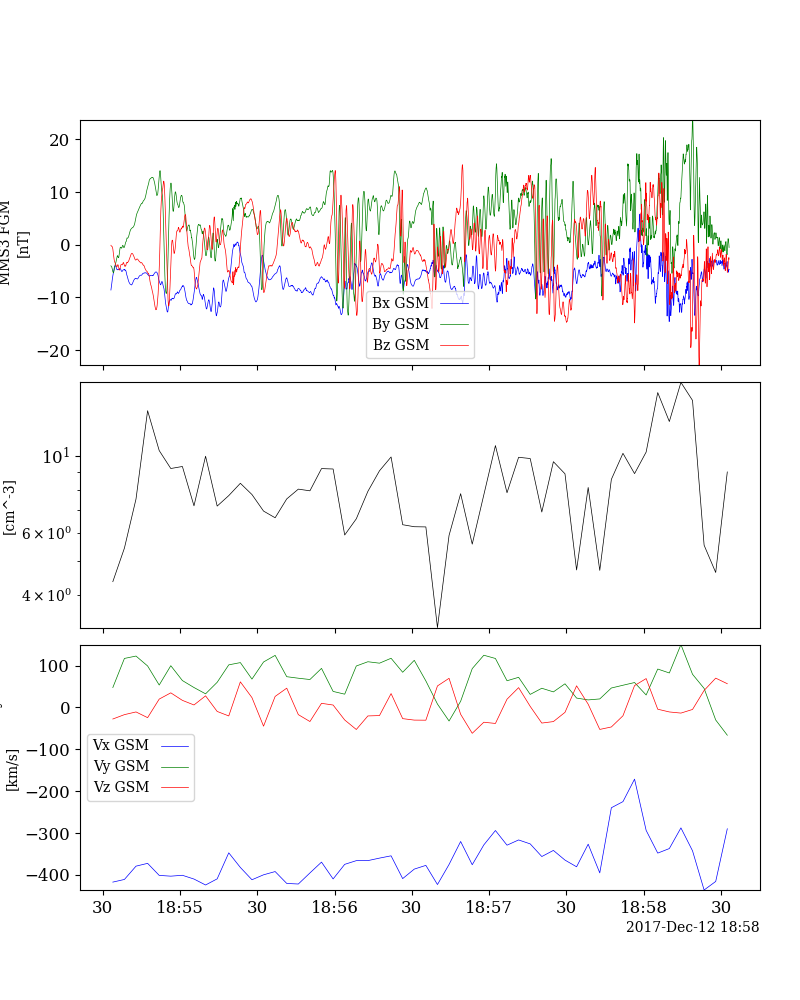 20
10
0
−10
−20
MMS3 FGM
[nT]
Bx GSM
By GSM
Bz GSM
10¹
6 × 10⁰
4 × 10⁰
[cm^-3]
100
0
−100
−200
−300
−400
[km/s]
Vx GSM
Vy GSM
Vz GSM
30 18:55 30 18:56 30 18:57 30 18:58 30
2017-Dec-12 18:58